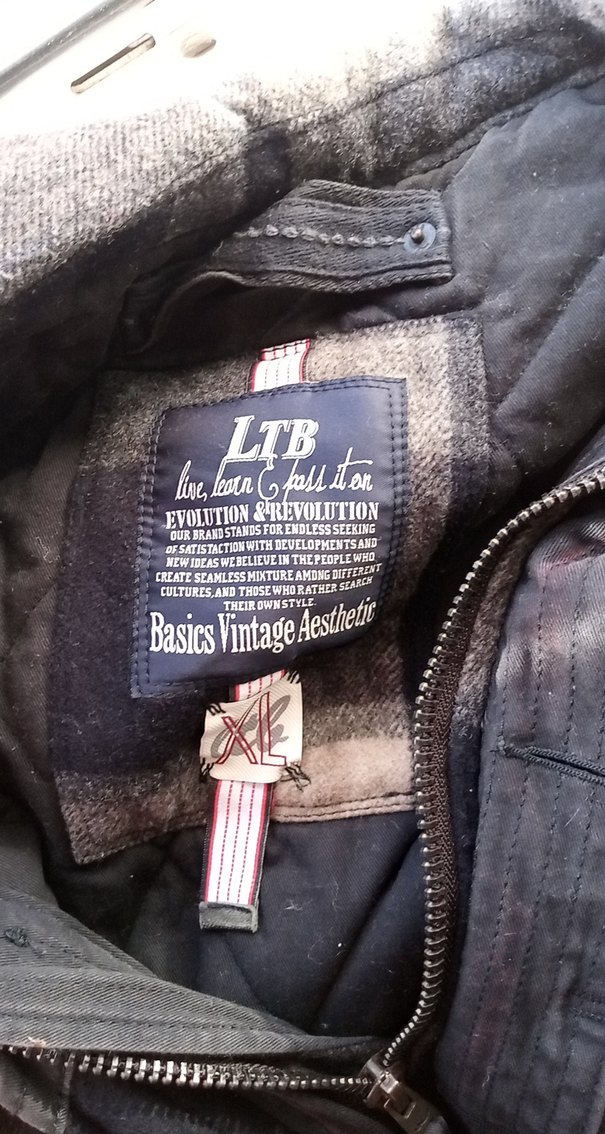 LTB
live, learn & pass it on
EVOLUTION & REVOLUTION
OUR BRAND STANDS FOR ENDLESS SEEKING
OF SATISTACTION WITH DEVELOPMENTS AND
NEW IDEAS WE BELIEVE IN THE PEOPLE WHO
CREATE SEAMLESS MIXTURE AMONG DIFFERENT
CULTURES, AND THOSE WHO RATHER SEARCH
THEIR OWN STYLE.
Basics Vintage Aesthetic
XL